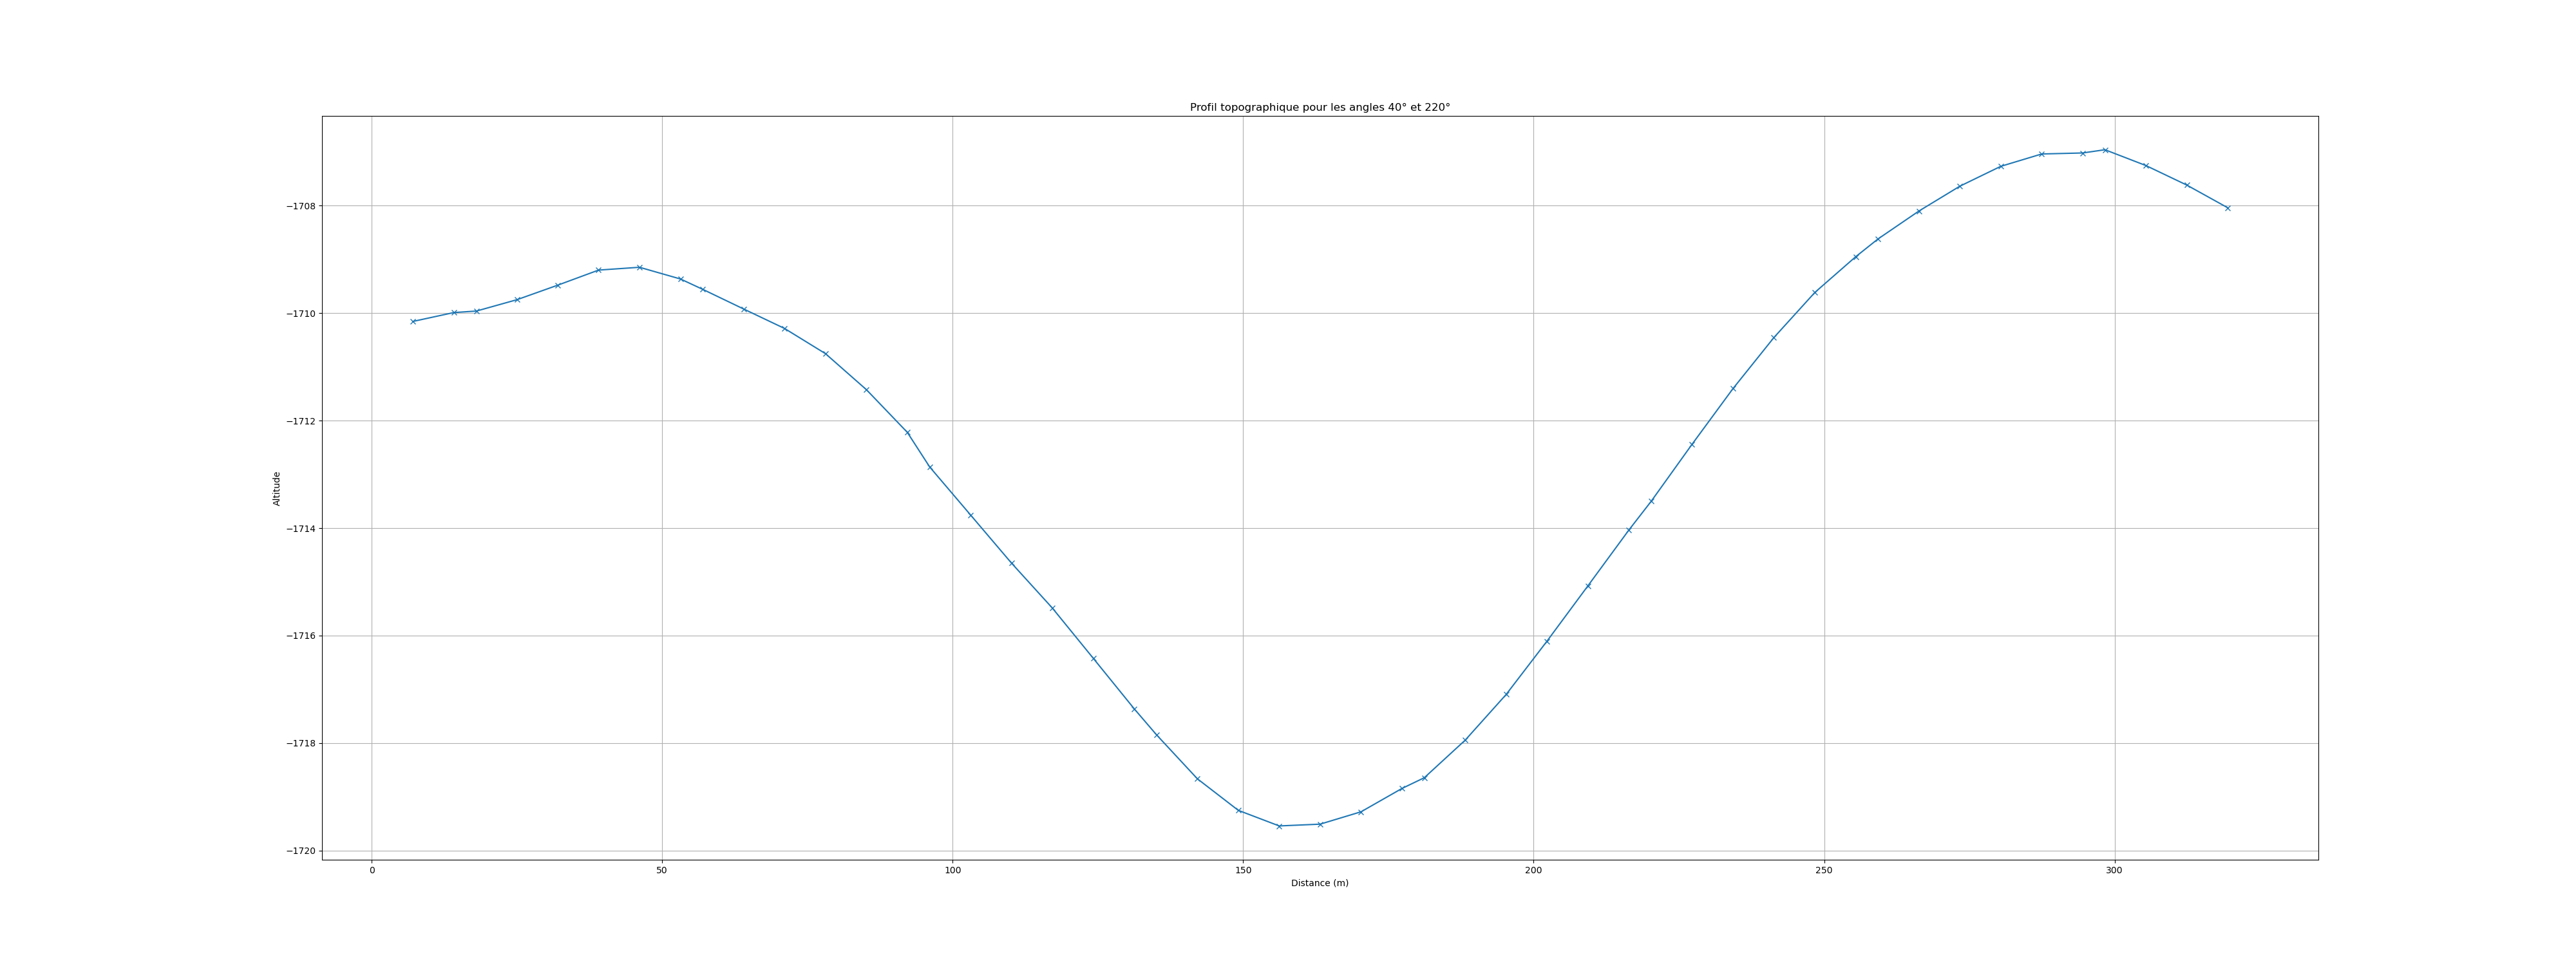 Profil topographique pour les angles 40° et 220°
Altitude
−1708
−1710
−1712
−1714
−1716
−1718
−1720
0 50 100 150 200 250 300
Distance (m)